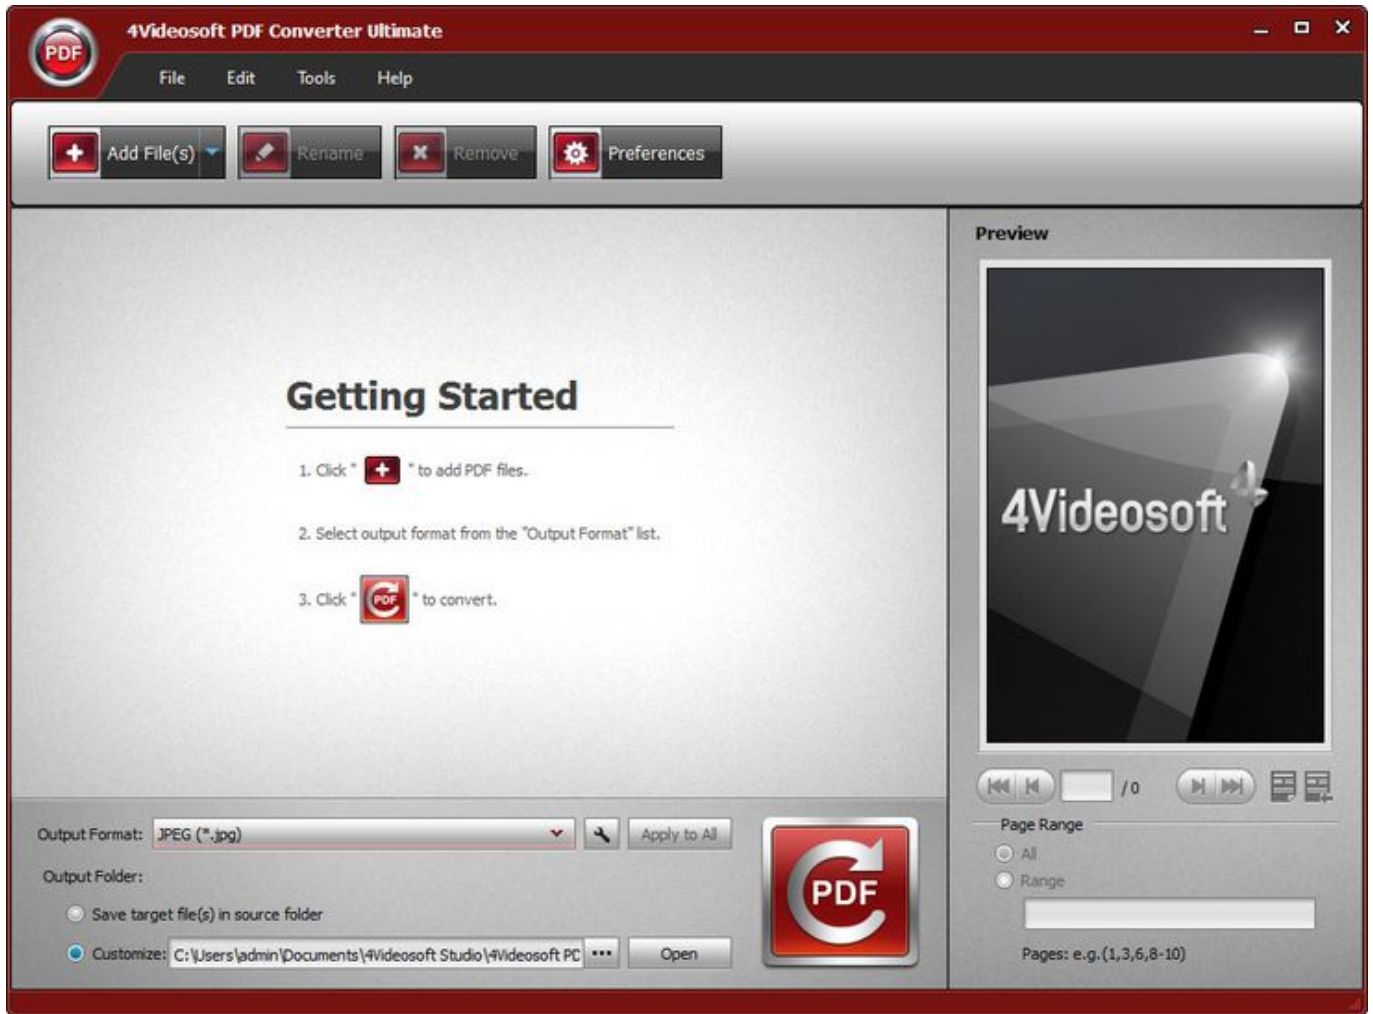 4Videosoft PDF Converter Ultimate
PDF
File Edit Tools Help
Add File(s) Rename Remove Preferences
Preview
Getting Started
1. Click " " to add PDF files.
2. Select output format from the "Output Format" list.
3. Click " PDF " to convert.
4Videosoft 4
/ 0
Output Format: JPEG (*.jpg) Apply to All
Output Folder:
Save target file(s) in source folder
Customize: C:\Users\admin\Documents\4Videosoft Studio\4Videosoft PD ••• Open
PDF
Page Range
All
Range
Pages: e.g.(1,3,6,8-10)